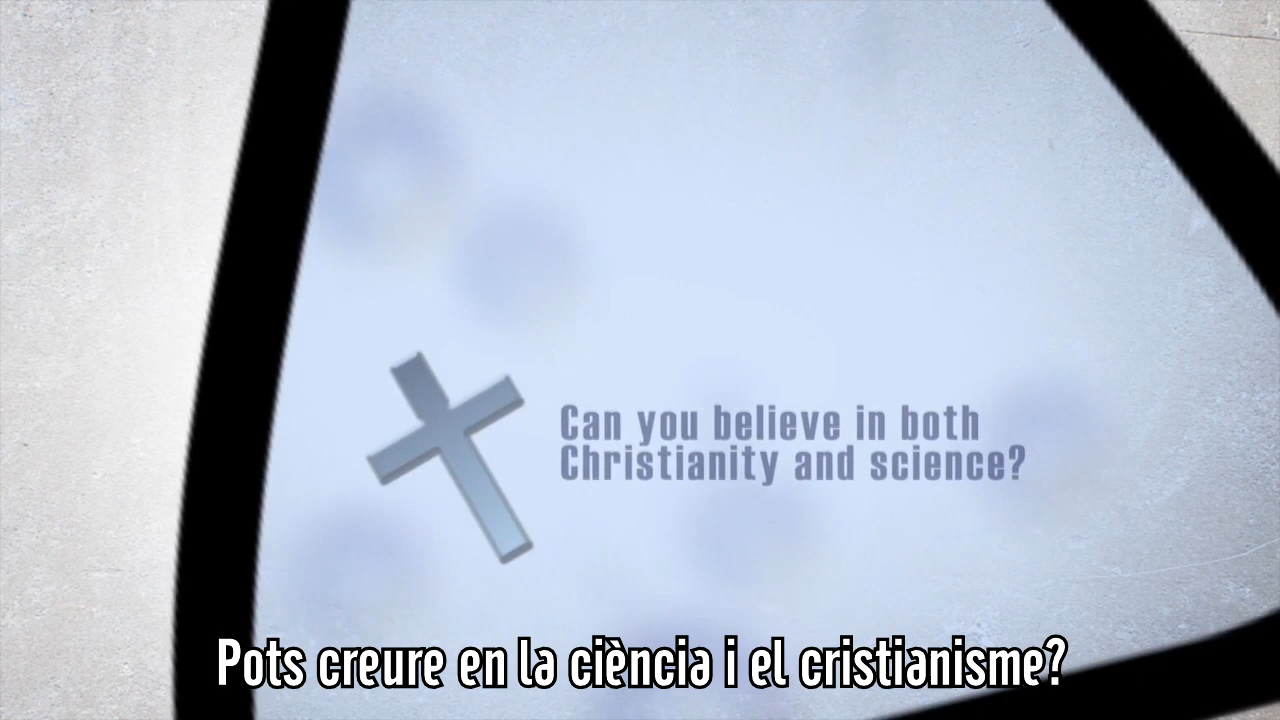 Can you believe in both
Christianity and science?
Pots creure en la ciència i el cristianisme?